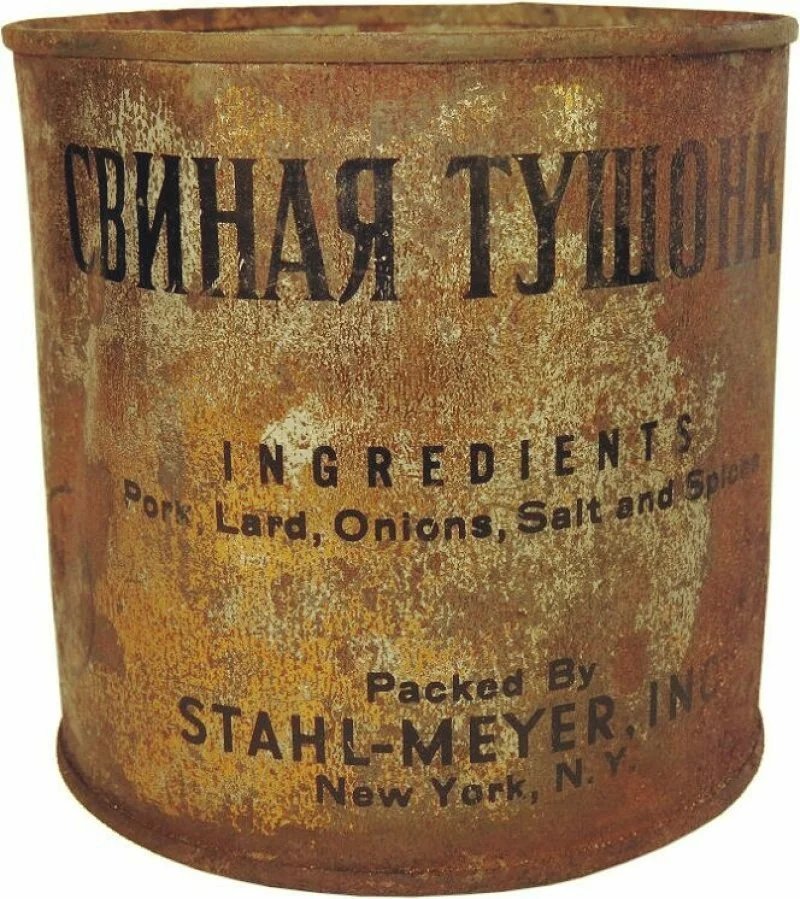 СВИНАЯ ТУШОНК
INGREDIENTS
Pork, Lard, Onions, Salt and Spices
Packed By
STAHL-MEYER, INC
New York, N.Y.